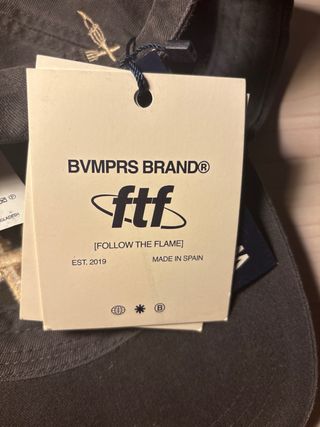 BVMPRS BRAND®
ftf
[FOLLOW THE FLAME]
EST. 2019 MADE IN SPAIN
B